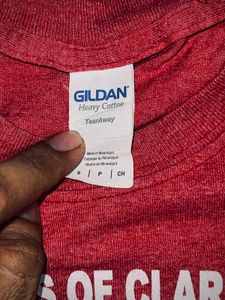 GILDAN
Heavy Cotton
TearAway
Made in Nicaragua
Fabriqué au Nicaragua
Hecho en Nicaragua
S / P / CH
S OF CLAR